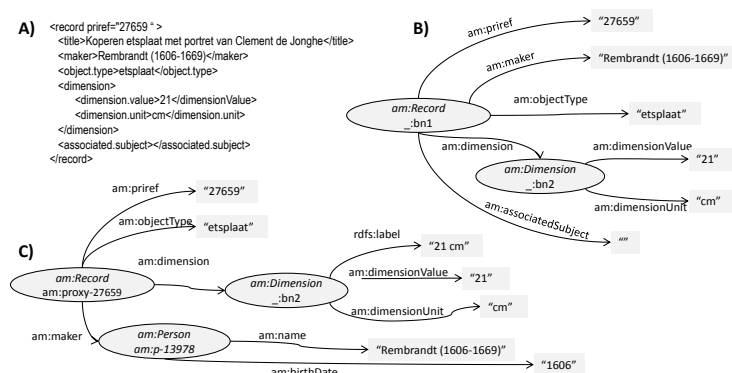 A)
<record priref="27659 “ >
<title>Koperen etsplaat met portret van Clement de Jonghe</title>
<maker>Rembrandt (1606-1669)</maker>
<object.type>etsplaat</object.type>
<dimension>
<dimension.value>21</dimensionValue>
<dimension.unit>cm</dimension.unit>
</dimension>
<associated.subject></associated.subject>
</record>
B)
am:priref
“27659”
am:maker
“Rembrandt (1606-1669)”
am:Record
_:bn1
am:objectType
“etsplaat”
am:dimension
am:Dimension
_:bn2
am:dimensionValue
“21”
am:dimensionUnit
“cm”
am:associatedSubject
“”
C)
am:priref
“27659”
am:objectType
“etsplaat”
am:Record
am:proxy-27659
am:dimension
am:Dimension
_:bn2
rdfs:label
“21 cm”
am:dimensionValue
“21”
am:dimensionUnit
“cm”
am:maker
am:Person
am:p-13978
am:name
“Rembrandt (1606-1669)”
am:birthDate
“1606”